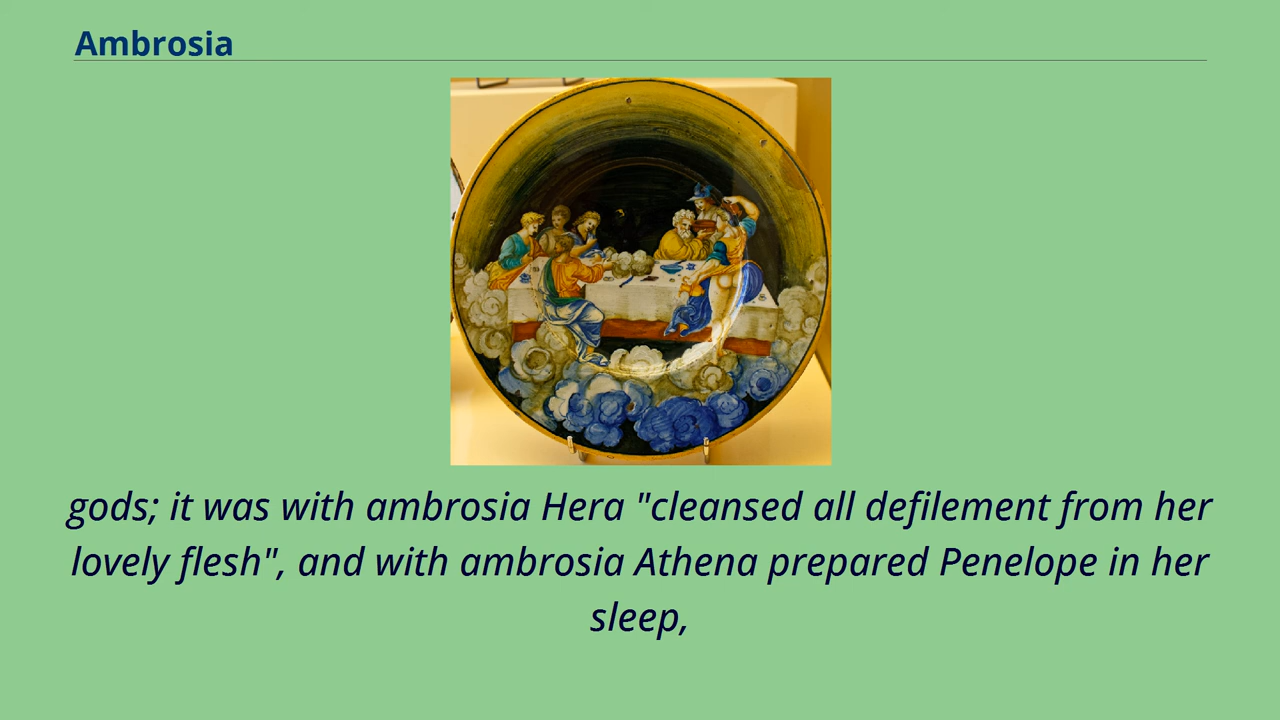 Ambrosia
gods; it was with ambrosia Hera "cleansed all defilement from her
lovely flesh", and with ambrosia Athena prepared Penelope in her
sleep,